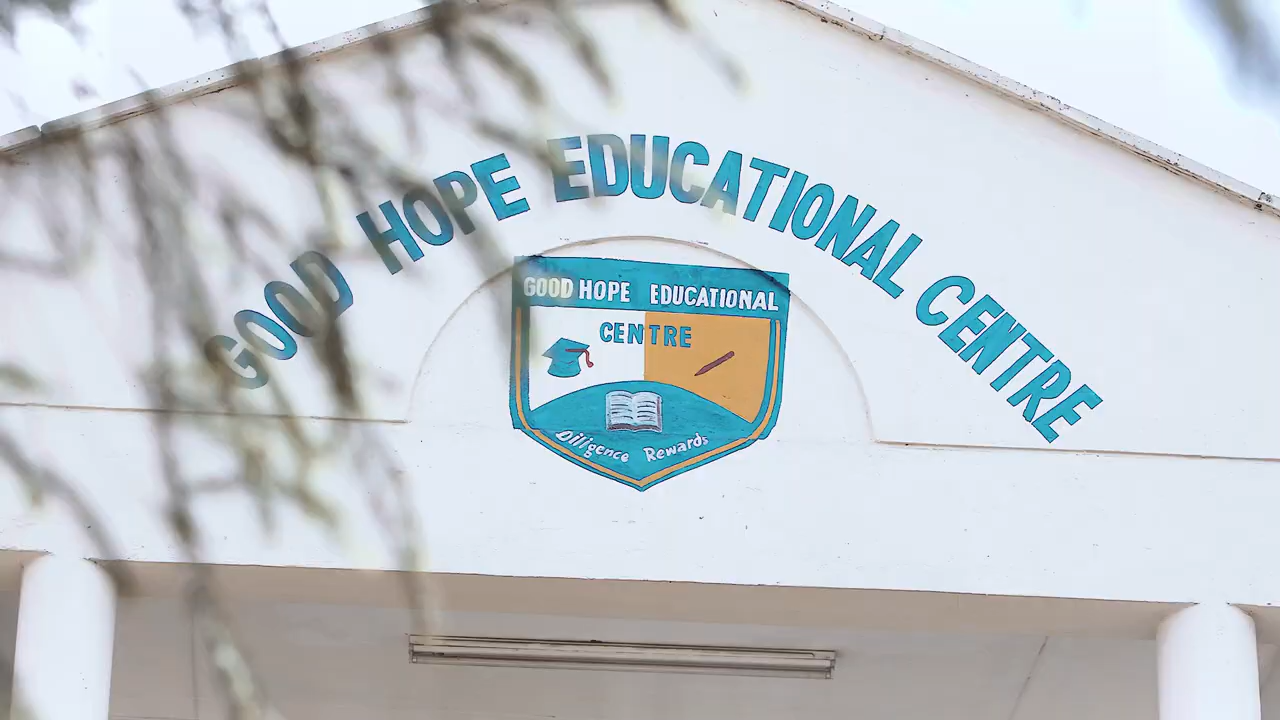 GOOD HOPE EDUCATIONAL CENTRE
GOOD HOPE EDUCATIONAL
CENTRE
Diligence Rewards